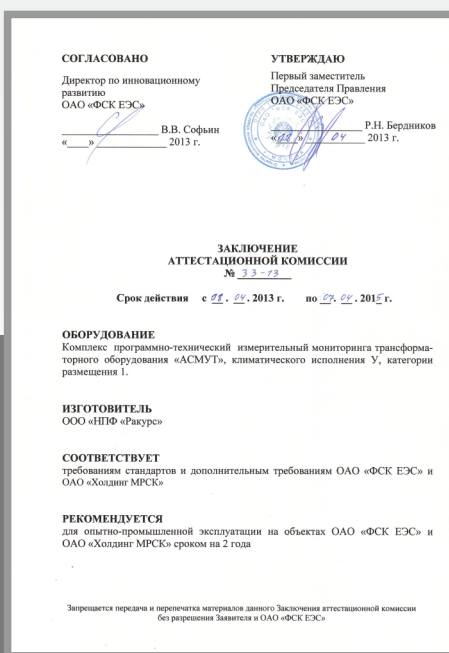 СОГЛАСОВАНО
Директор по инновационному
развитию
ОАО «ФСК ЕЭС»
В.В. Софьин
«____» ____________ 2013 г.
УТВЕРЖДАЮ
Первый заместитель
Председателя Правления
ОАО «ФСК ЕЭС»
Р.Н. Бердников
«08» 04 2013 г.
ЗАКЛЮЧЕНИЕ
АТТЕСТАЦИОННОЙ КОМИССИИ
№ 33-13
Срок действия с 08. 04. 2013 г. по 07. 04. 2015 г.
ОБОРУДОВАНИЕ
Комплекс программно-технический измерительный мониторинга трансформа-
торного оборудования «АСМУТ», климатического исполнения У, категории
размещения 1.
ИЗГОТОВИТЕЛЬ
ООО «НПФ «Ракурс»
СООТВЕТСТВУЕТ
требованиям стандартов и дополнительным требованиям ОАО «ФСК ЕЭС» и
ОАО «Холдинг МРСК»
РЕКОМЕНДУЕТСЯ
для опытно-промышленной эксплуатации на объектах ОАО «ФСК ЕЭС» и
ОАО «Холдинг МРСК» сроком на 2 года
Запрещается передача и перепечатка материалов данного Заключения аттестационной комиссии
без разрешения Заявителя и ОАО «ФСК ЕЭС»